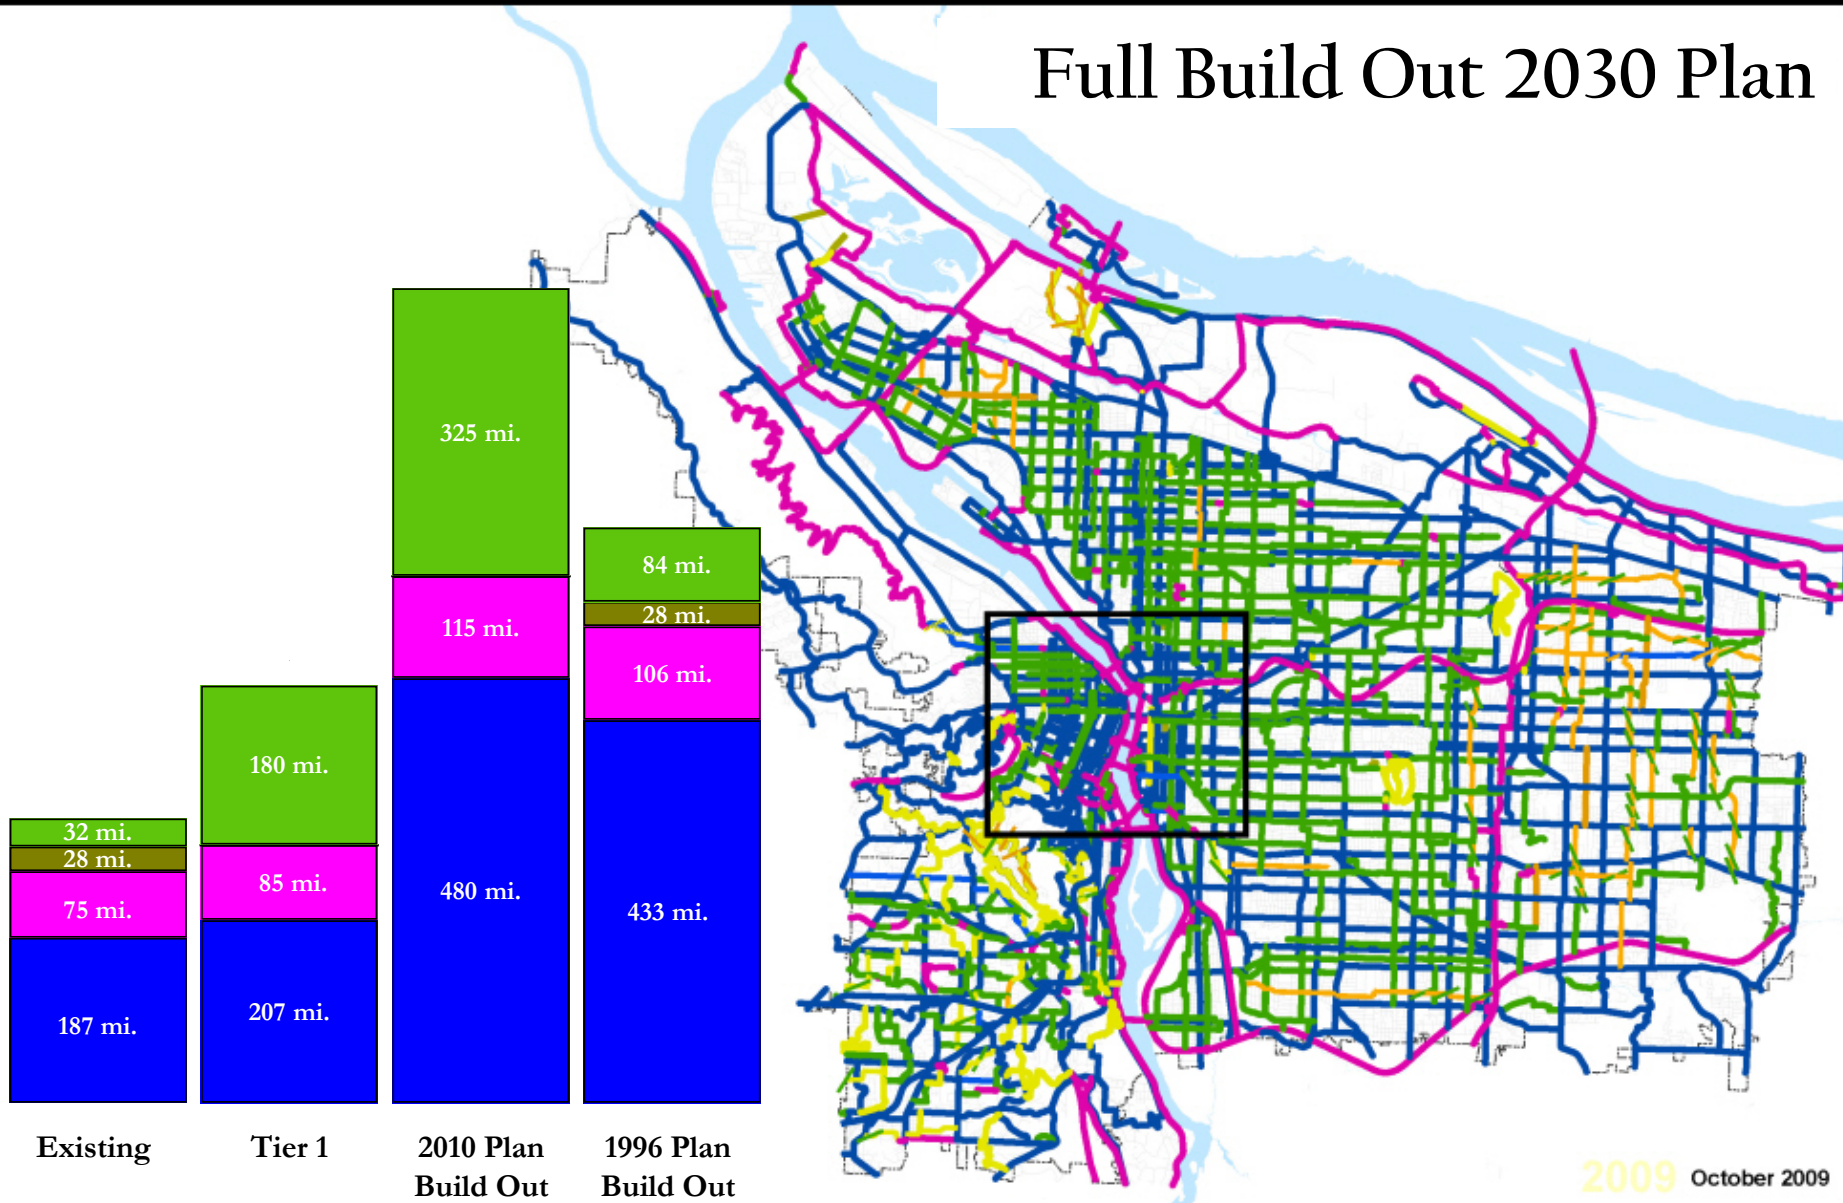 Full Build Out 2030 Plan
325 mi.
115 mi.
480 mi.
84 mi.
28 mi.
106 mi.
433 mi.
180 mi.
85 mi.
207 mi.
32 mi.
28 mi.
75 mi.
187 mi.
Existing
Tier 1
2010 Plan
Build Out
1996 Plan
Build Out
2009
October 2009